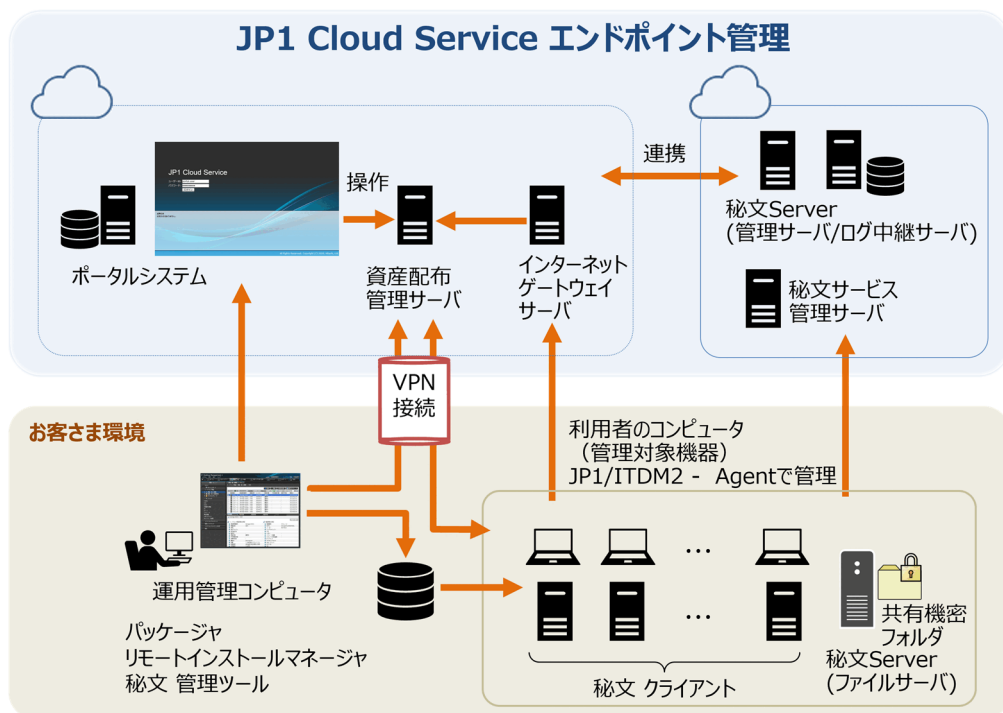 JP1 Cloud Service エンドポイント管理
JP1 Cloud Service
操作
連携
ポータルシステム
資産配布
管理サーバ
インターネット
ゲートウェイ
サーバ
秘文Server
(管理サーバ/ログ中継サーバ)
秘文サービス
管理サーバ
VPN
接続
お客さま環境
利用者のコンピュータ
（管理対象機器）
JP1/ITDM2 - Agentで管理
運用管理コンピュータ
パッケージャ
リモートインストールマネージャ
秘文 管理ツール
…
…
共有機密
フォルダ
秘文Server
(ファイルサーバ)
秘文 クライアント